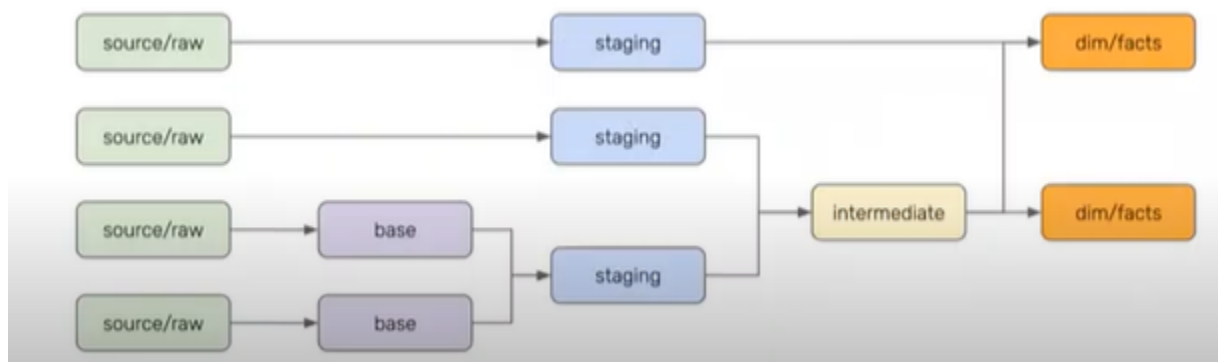 source/raw
staging
dim/facts
source/raw
staging
source/raw
base
intermediate
dim/facts
staging
source/raw
base